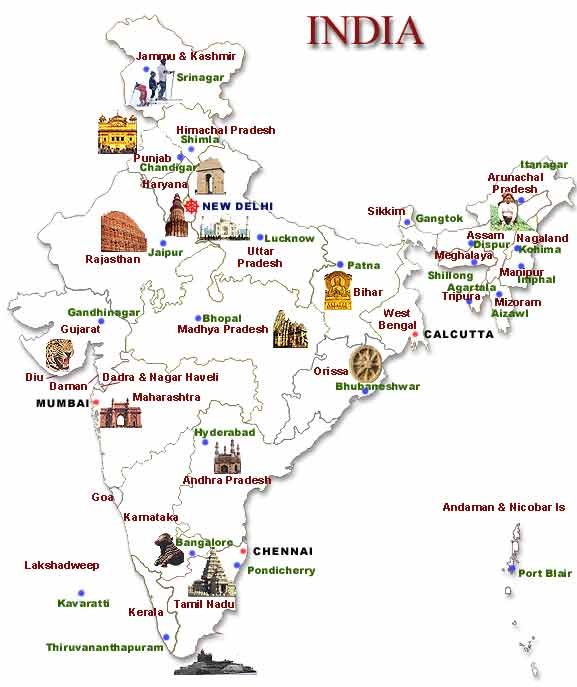 INDIA
Jammu & Kashmir
Srinagar
Himachal Pradesh
Shimla
Punjab
Chandigar
Haryana
NEW DELHI
Itanagar
Arunachal
Pradesh
Sikkim
Gangtok
Assam
Dispur
Nagaland
Kohima
Meghalaya
Shillong
Manipur
Imphal
Agartala
Tripura
Mizoram
Aizawl
Rajasthan
Jaipur
Lucknow
Uttar
Pradesh
Patna
Bihar
Gandhinagar
Gujarat
Bhopal
Madhya Pradesh
West
Bengal
CALCUTTA
Diu
Daman
Dadra & Nagar Haveli
Orissa
Bhubaneshwar
MUMBAI
Maharashtra
Hyderabad
Andhra Pradesh
Goa
Karnataka
Andaman & Nicobar Is
Bangalore
CHENNAI
Pondicherry
Port Blair
Lakshadweep
Kavaratti
Kerala
Tamil Nadu
Thiruvananthapuram